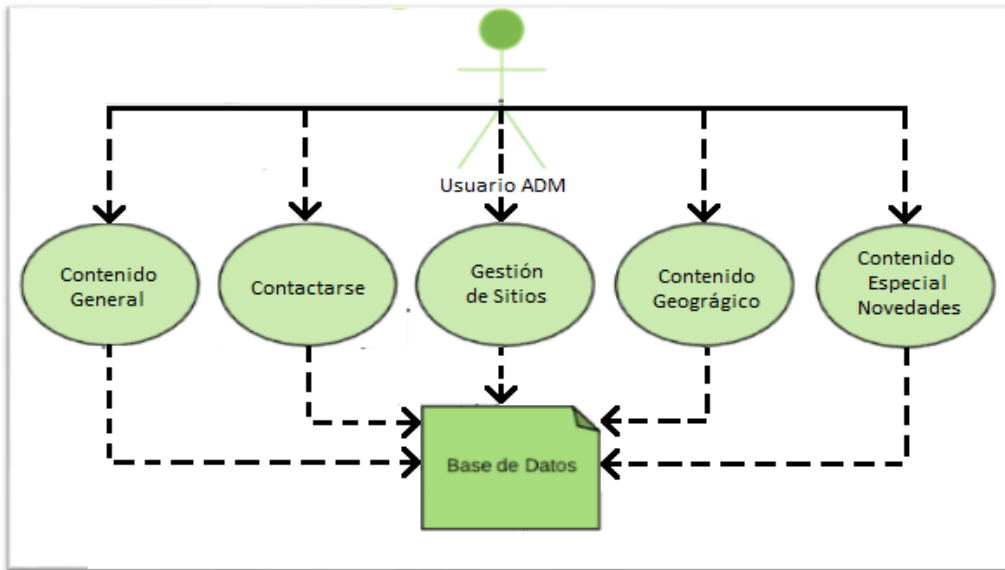 Usuario ADM
Contenido
General
Contactarse
Gestión
de Sitios
Contenido
Geográgico
Contenido
Especial
Novedades
Base de Datos